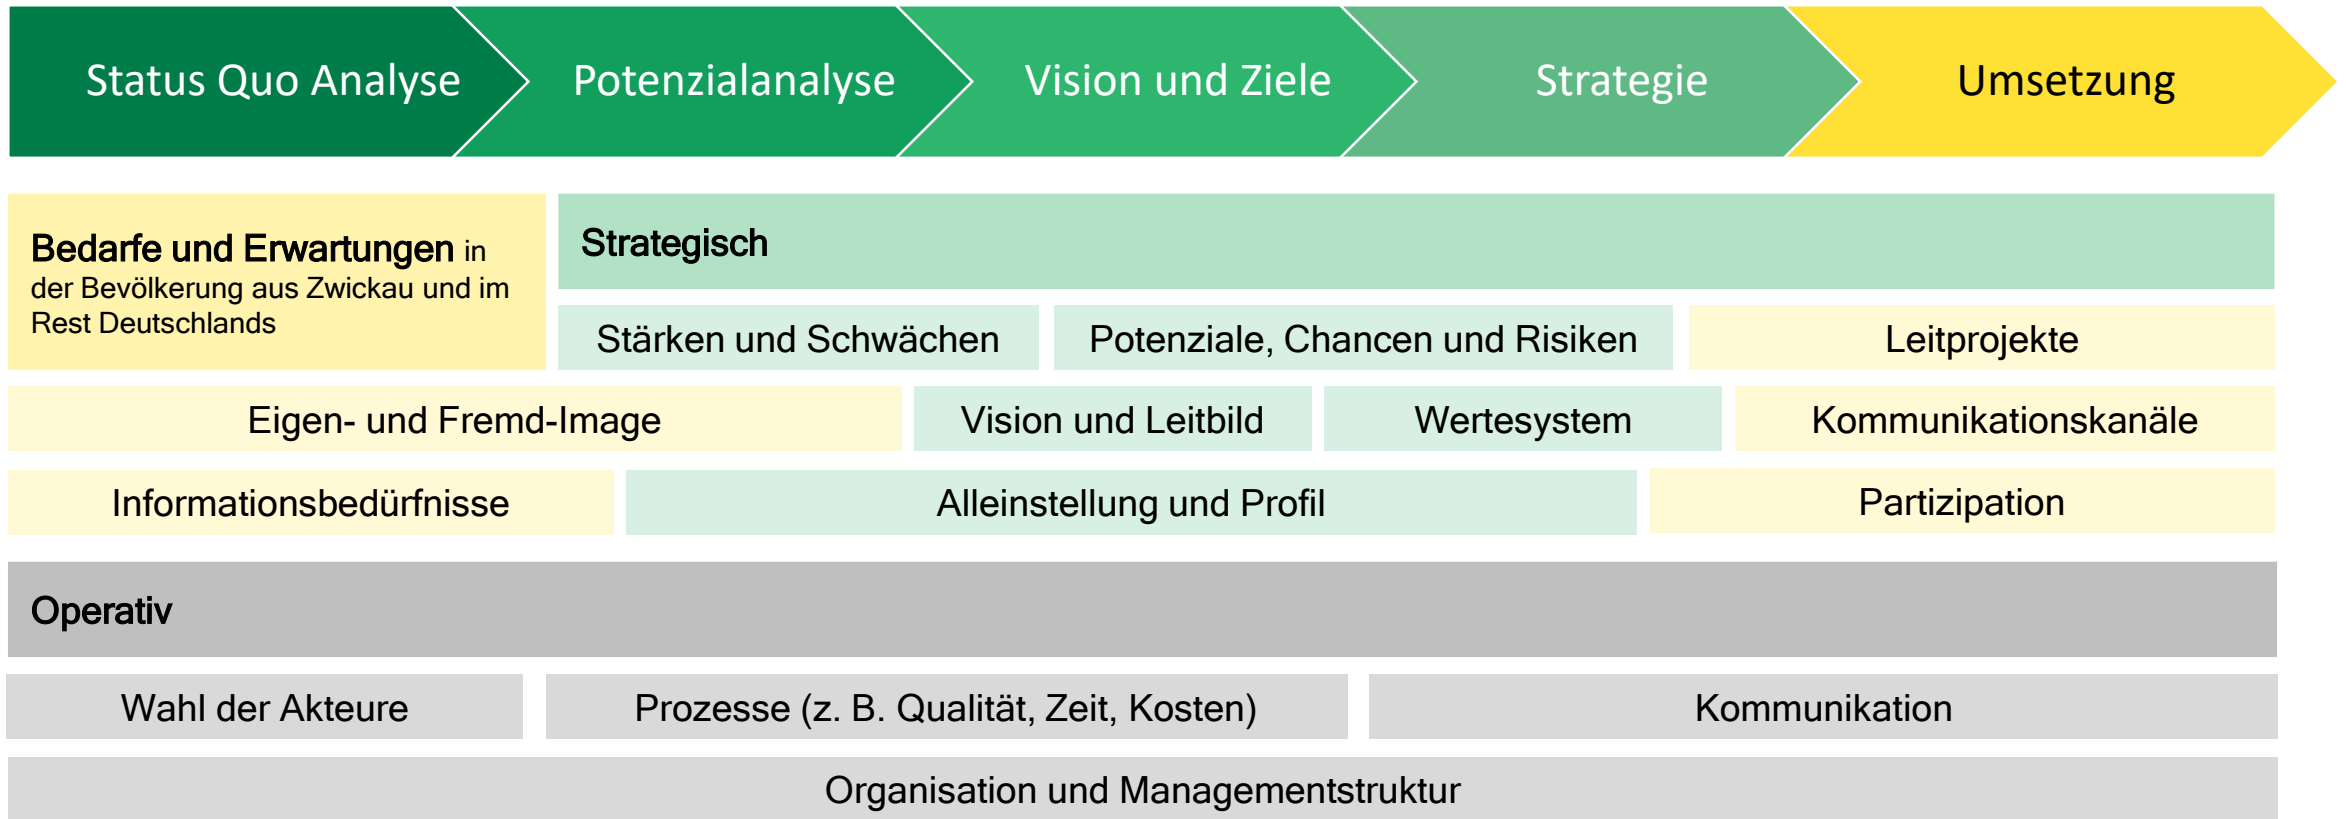 Status Quo Analyse
Potenzialanalyse
Vision und Ziele
Strategie
Umsetzung
Bedarfe und Erwartungen in
der Bevölkerung aus Zwickau und im
Rest Deutschlands
Strategisch
Stärken und Schwächen
Potenziale, Chancen und Risiken
Leitprojekte
Eigen- und Fremd-Image
Vision und Leitbild
Wertesystem
Kommunikationskanäle
Informationsbedürfnisse
Alleinstellung und Profil
Partizipation
Operativ
Wahl der Akteure
Prozesse (z. B. Qualität, Zeit, Kosten)
Kommunikation
Organisation und Managementstruktur